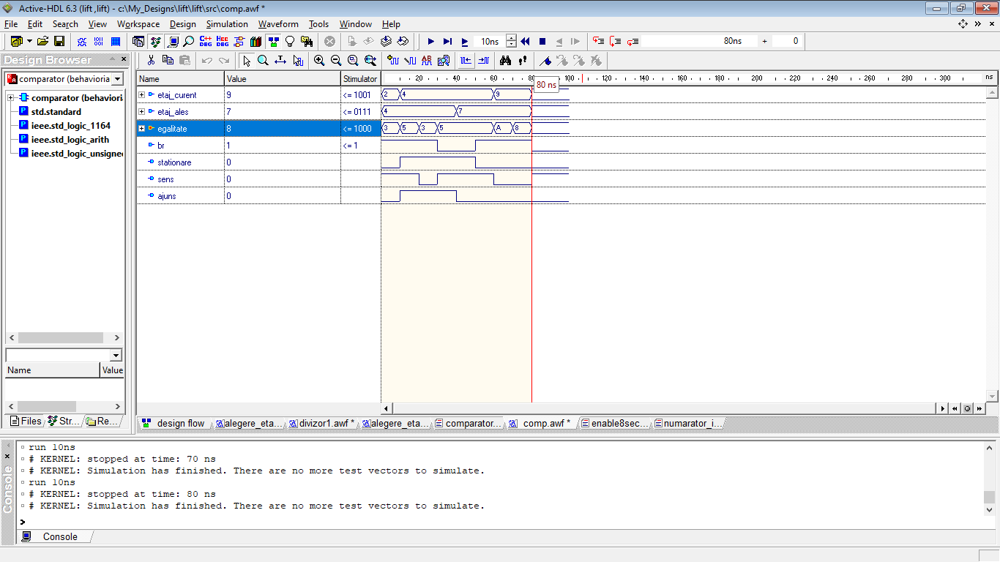 Active-HDL 6.3 (lift ,lift) - c:\My_Designs\lift\lift\src\comp.awf *
File Edit Search View Workspace Design Simulation Waveform Tools Window Help
10ns 80ns + 0
Design Browser
comparator (behavioria
comparator (behavioria
std.standard
ieee.std_logic_1164
ieee.std_logic_arith
ieee.std_logic_unsigned
Name Value
Files Str... Re...
Name Value Stimulator 20 40 60 80 100 120 140 160 180 200 220 240 260 280 300 ns
80 ns
etaj_curent 9 <= 1001 2 4 9
etaj_ales 7 <= 0111 4 7
egalitate 8 <= 1000 3 5 3 5 A 8
br 1 <= 1
stationare 0
sens 0
ajuns 0
design flow alegere_eta... divizor1.awf * alegere_eta... comparator... comp.awf * enable8sec... numarator_i...
run 10ns
# KERNEL: stopped at time: 70 ns
# KERNEL: Simulation has finished. There are no more test vectors to simulate.
run 10ns
# KERNEL: stopped at time: 80 ns
# KERNEL: Simulation has finished. There are no more test vectors to simulate.
>
Console
Console